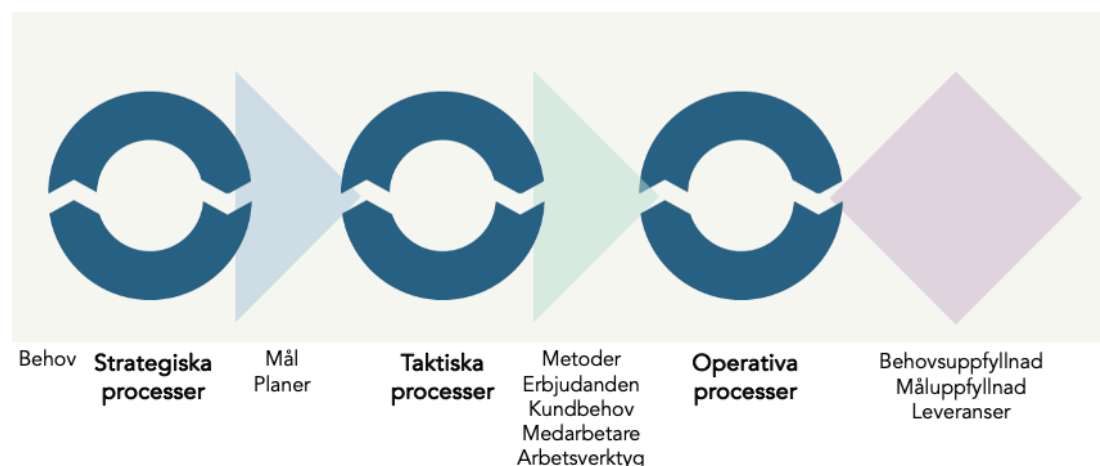 Behov
Strategiska
processer
Mål
Planer
Taktiska
processer
Metoder
Erbjudanden
Kundbehov
Medarbetare
Arbetsverktyg
Operativa
processer
Behovsuppfyllnad
Måluppfyllnad
Leveranser